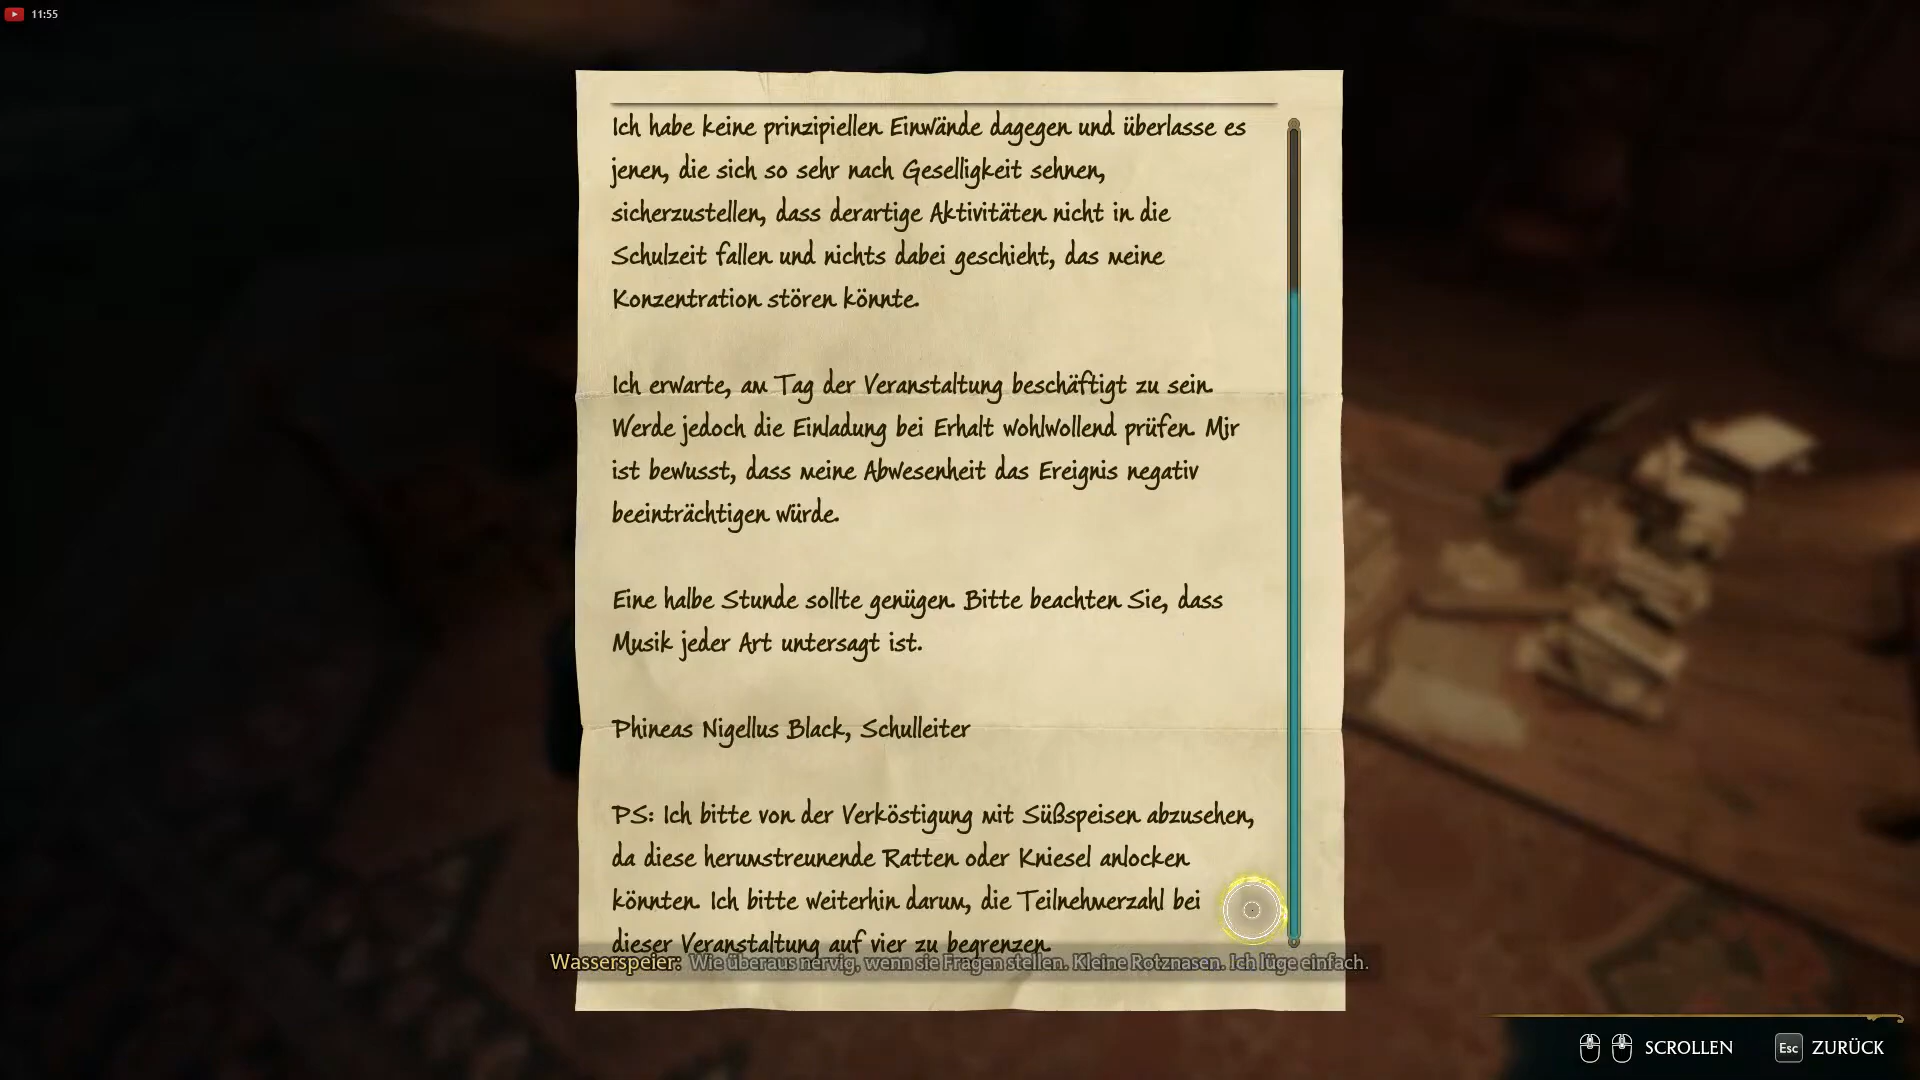 11:55
Ich habe keine prinzipiellen Einwände dagegen und überlasse es
jenen, die sich so sehr nach Geselligkeit sehnen,
sicherzustellen, dass derartige Aktivitäten nicht in die
Schulzeit fallen und nichts dabei geschieht, das meine
Konzentration stören könnte.
Ich erwarte, am Tag der Veranstaltung beschäftigt zu sein.
Werde jedoch die Einladung bei Erhalt wohlwollend prüfen. Mir
ist bewusst, dass meine Abwesenheit das Ereignis negativ
beeinträchtigen würde.
Eine halbe Stunde sollte genügen. Bitte beachten Sie, dass
Musik jeder Art untersagt ist.
Phineas Nigellus Black, Schulleiter
PS: Ich bitte von der Verköstigung mit Süßspeisen abzusehen,
da diese herumstreunende Ratten oder Kniesel anlocken
könnten. Ich bitte weiterhin darum, die Teilnehmerzahl bei
dieser Veranstaltung auf vier zu begrenzen.
Wasserspeier: Wie überaus nervig, wenn sie Fragen stellen. Kleine Rotznasen. Ich lüge einfach.
SCROLLEN
Esc ZURÜCK